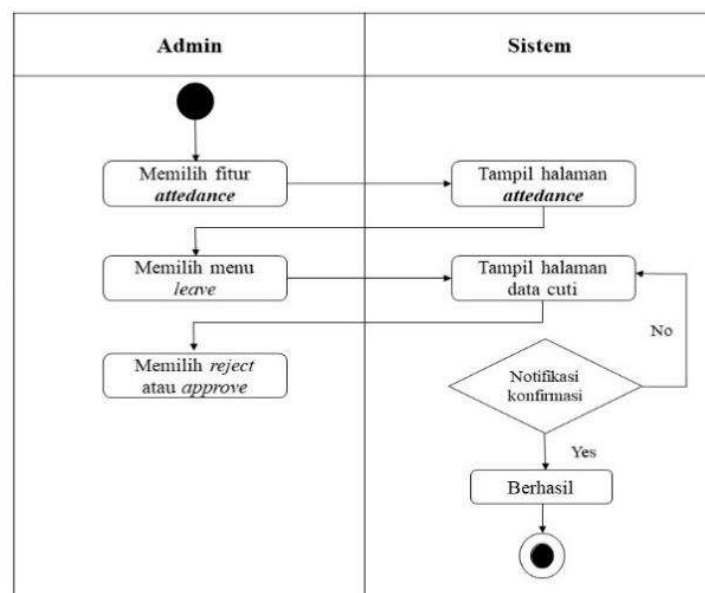 Admin
Sistem
Memilih fitur
attedance
Tampil halaman
attedance
Memilih menu
leave
Tampil halaman
data cuti
No
Memilih reject
atau approve
Notifikasi
konfirmasi
Yes
Berhasil